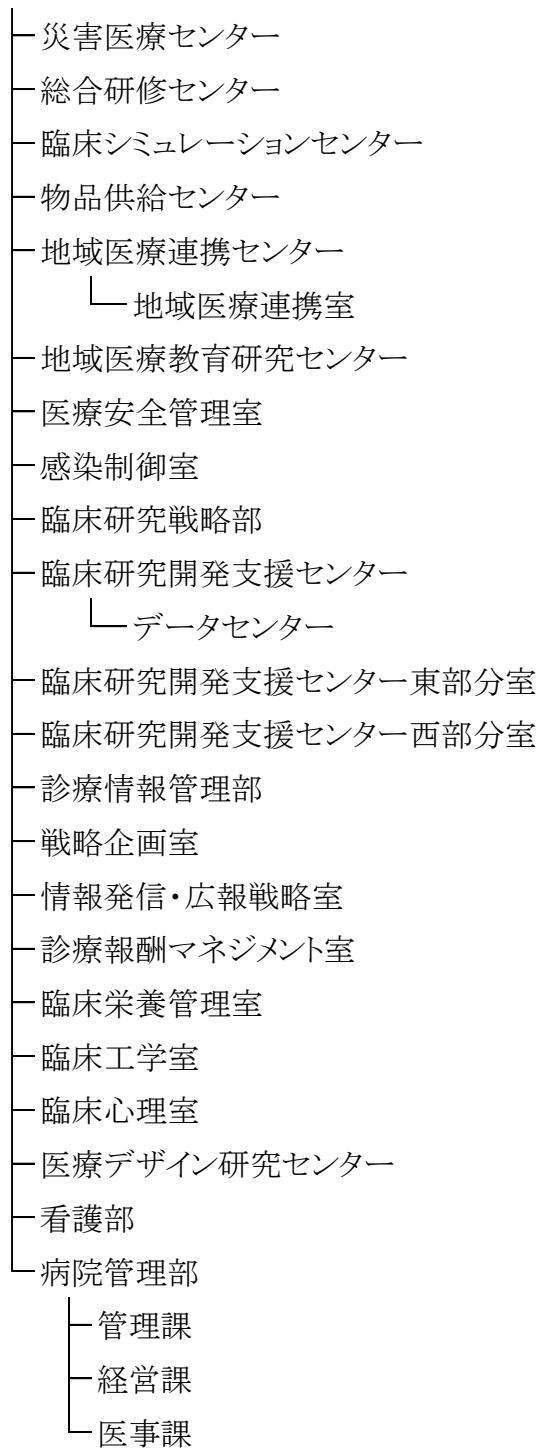 災害医療センター
総合研修センター
臨床シミュレーションセンター
物品供給センター
地域医療連携センター
地域医療連携室
地域医療教育研究センター
医療安全管理室
感染制御室
臨床研究戦略部
臨床研究開発支援センター
データセンター
臨床研究開発支援センター東部分室
臨床研究開発支援センター西部分室
診療情報管理部
戦略企画室
情報発信・広報戦略室
診療報酬マネジメント室
臨床栄養管理室
臨床工学室
臨床心理室
医療デザイン研究センター
看護部
病院管理部
管理課
経営課
医事課